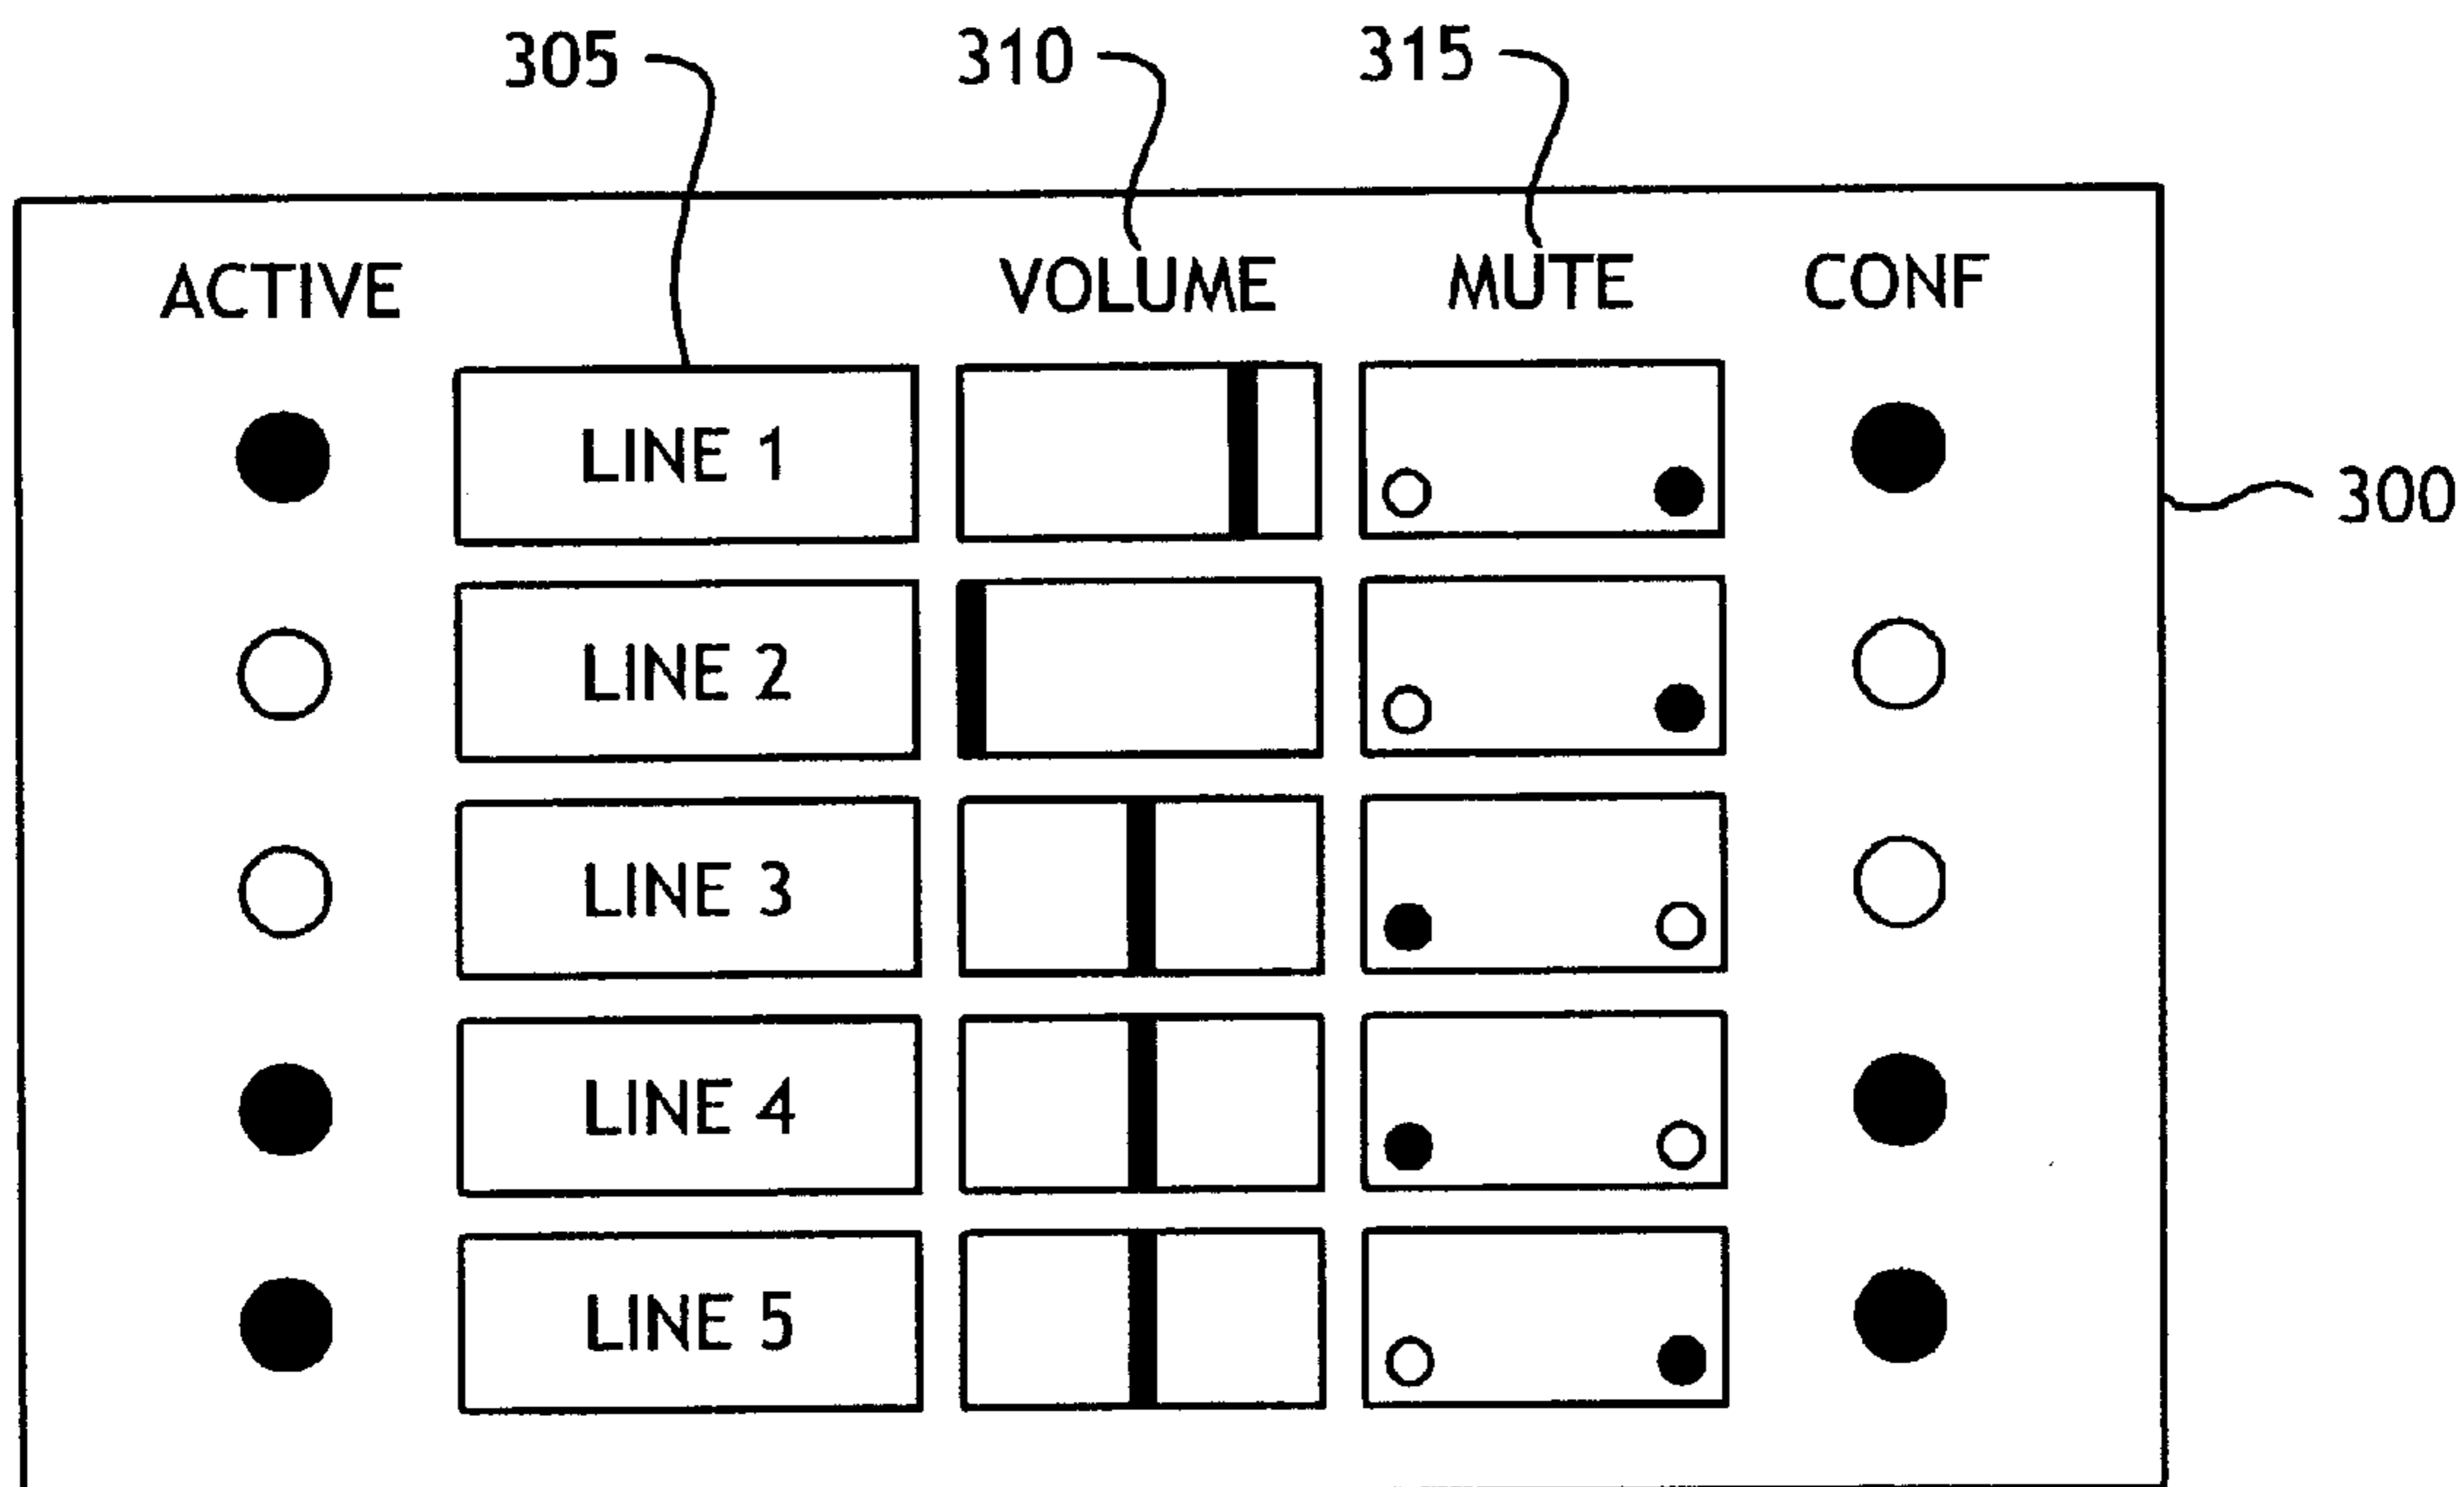 305 310 315
ACTIVE VOLUME MUTE CONF
LINE 1
300
LINE 2
LINE 3
LINE 4
LINE 5